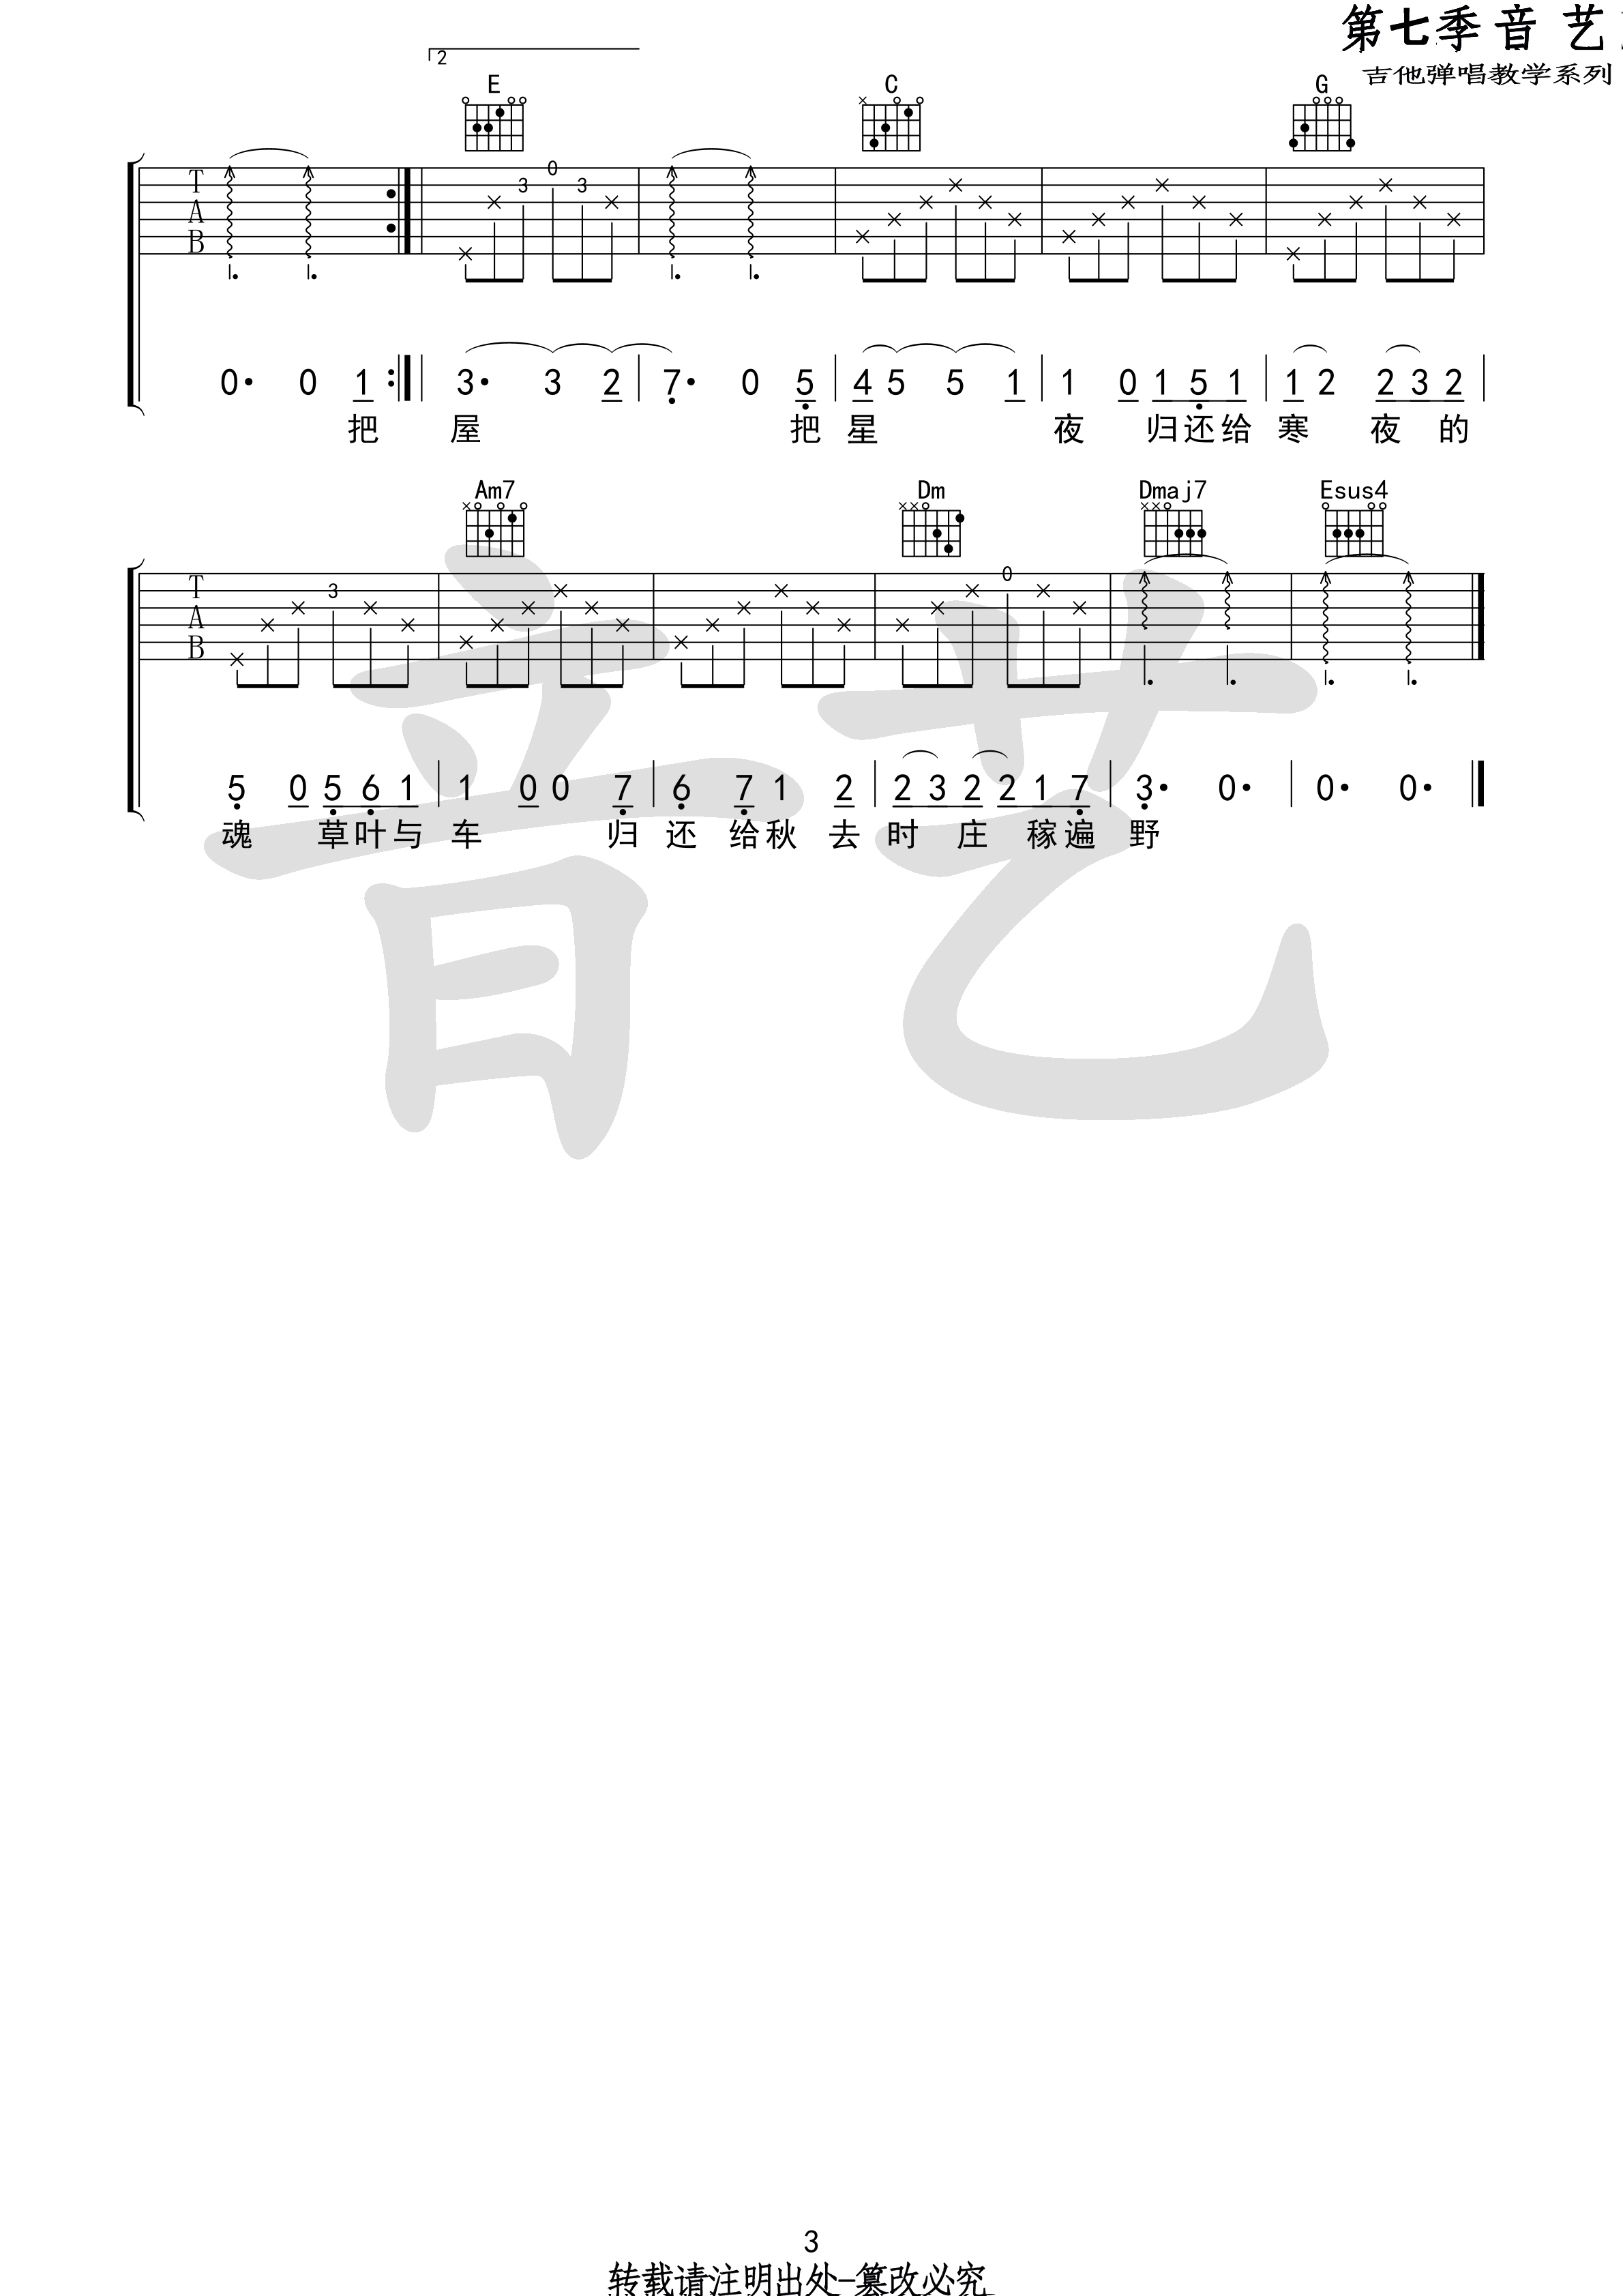 第七季音 艺
吉他弹唱教学系列
2
E C G
T
A
B
3 0 3
0· 0 1 3· 3 2 7· 0 5 4 5 5 1 1 0 1 5 1 1 2 2 3 2
把 屋 把 星 夜 归还给 寒 夜 的
Am7 Dm Dmaj7 Esus4
T
A
B
3 0
5 0 5 6 1 1 0 0 7 6 7 1 2 2 3 2 2 1 7 3· 0· 0· 0·
魂 草叶与 车 归 还 给秋 去 时 庄 稼遍 野
音艺
3
转载请注明出处-篡改必究